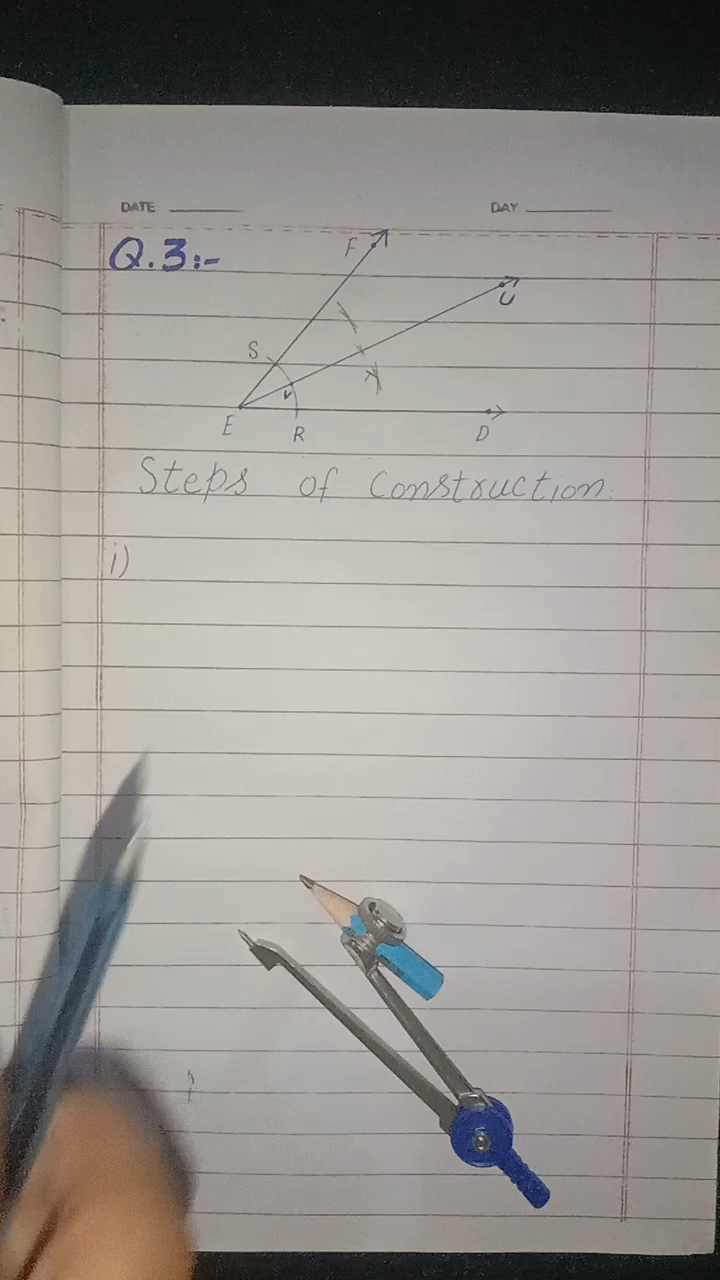 DATE DAY
Q.3:-
F
U
S
E R D
Steps of Construction.
i)